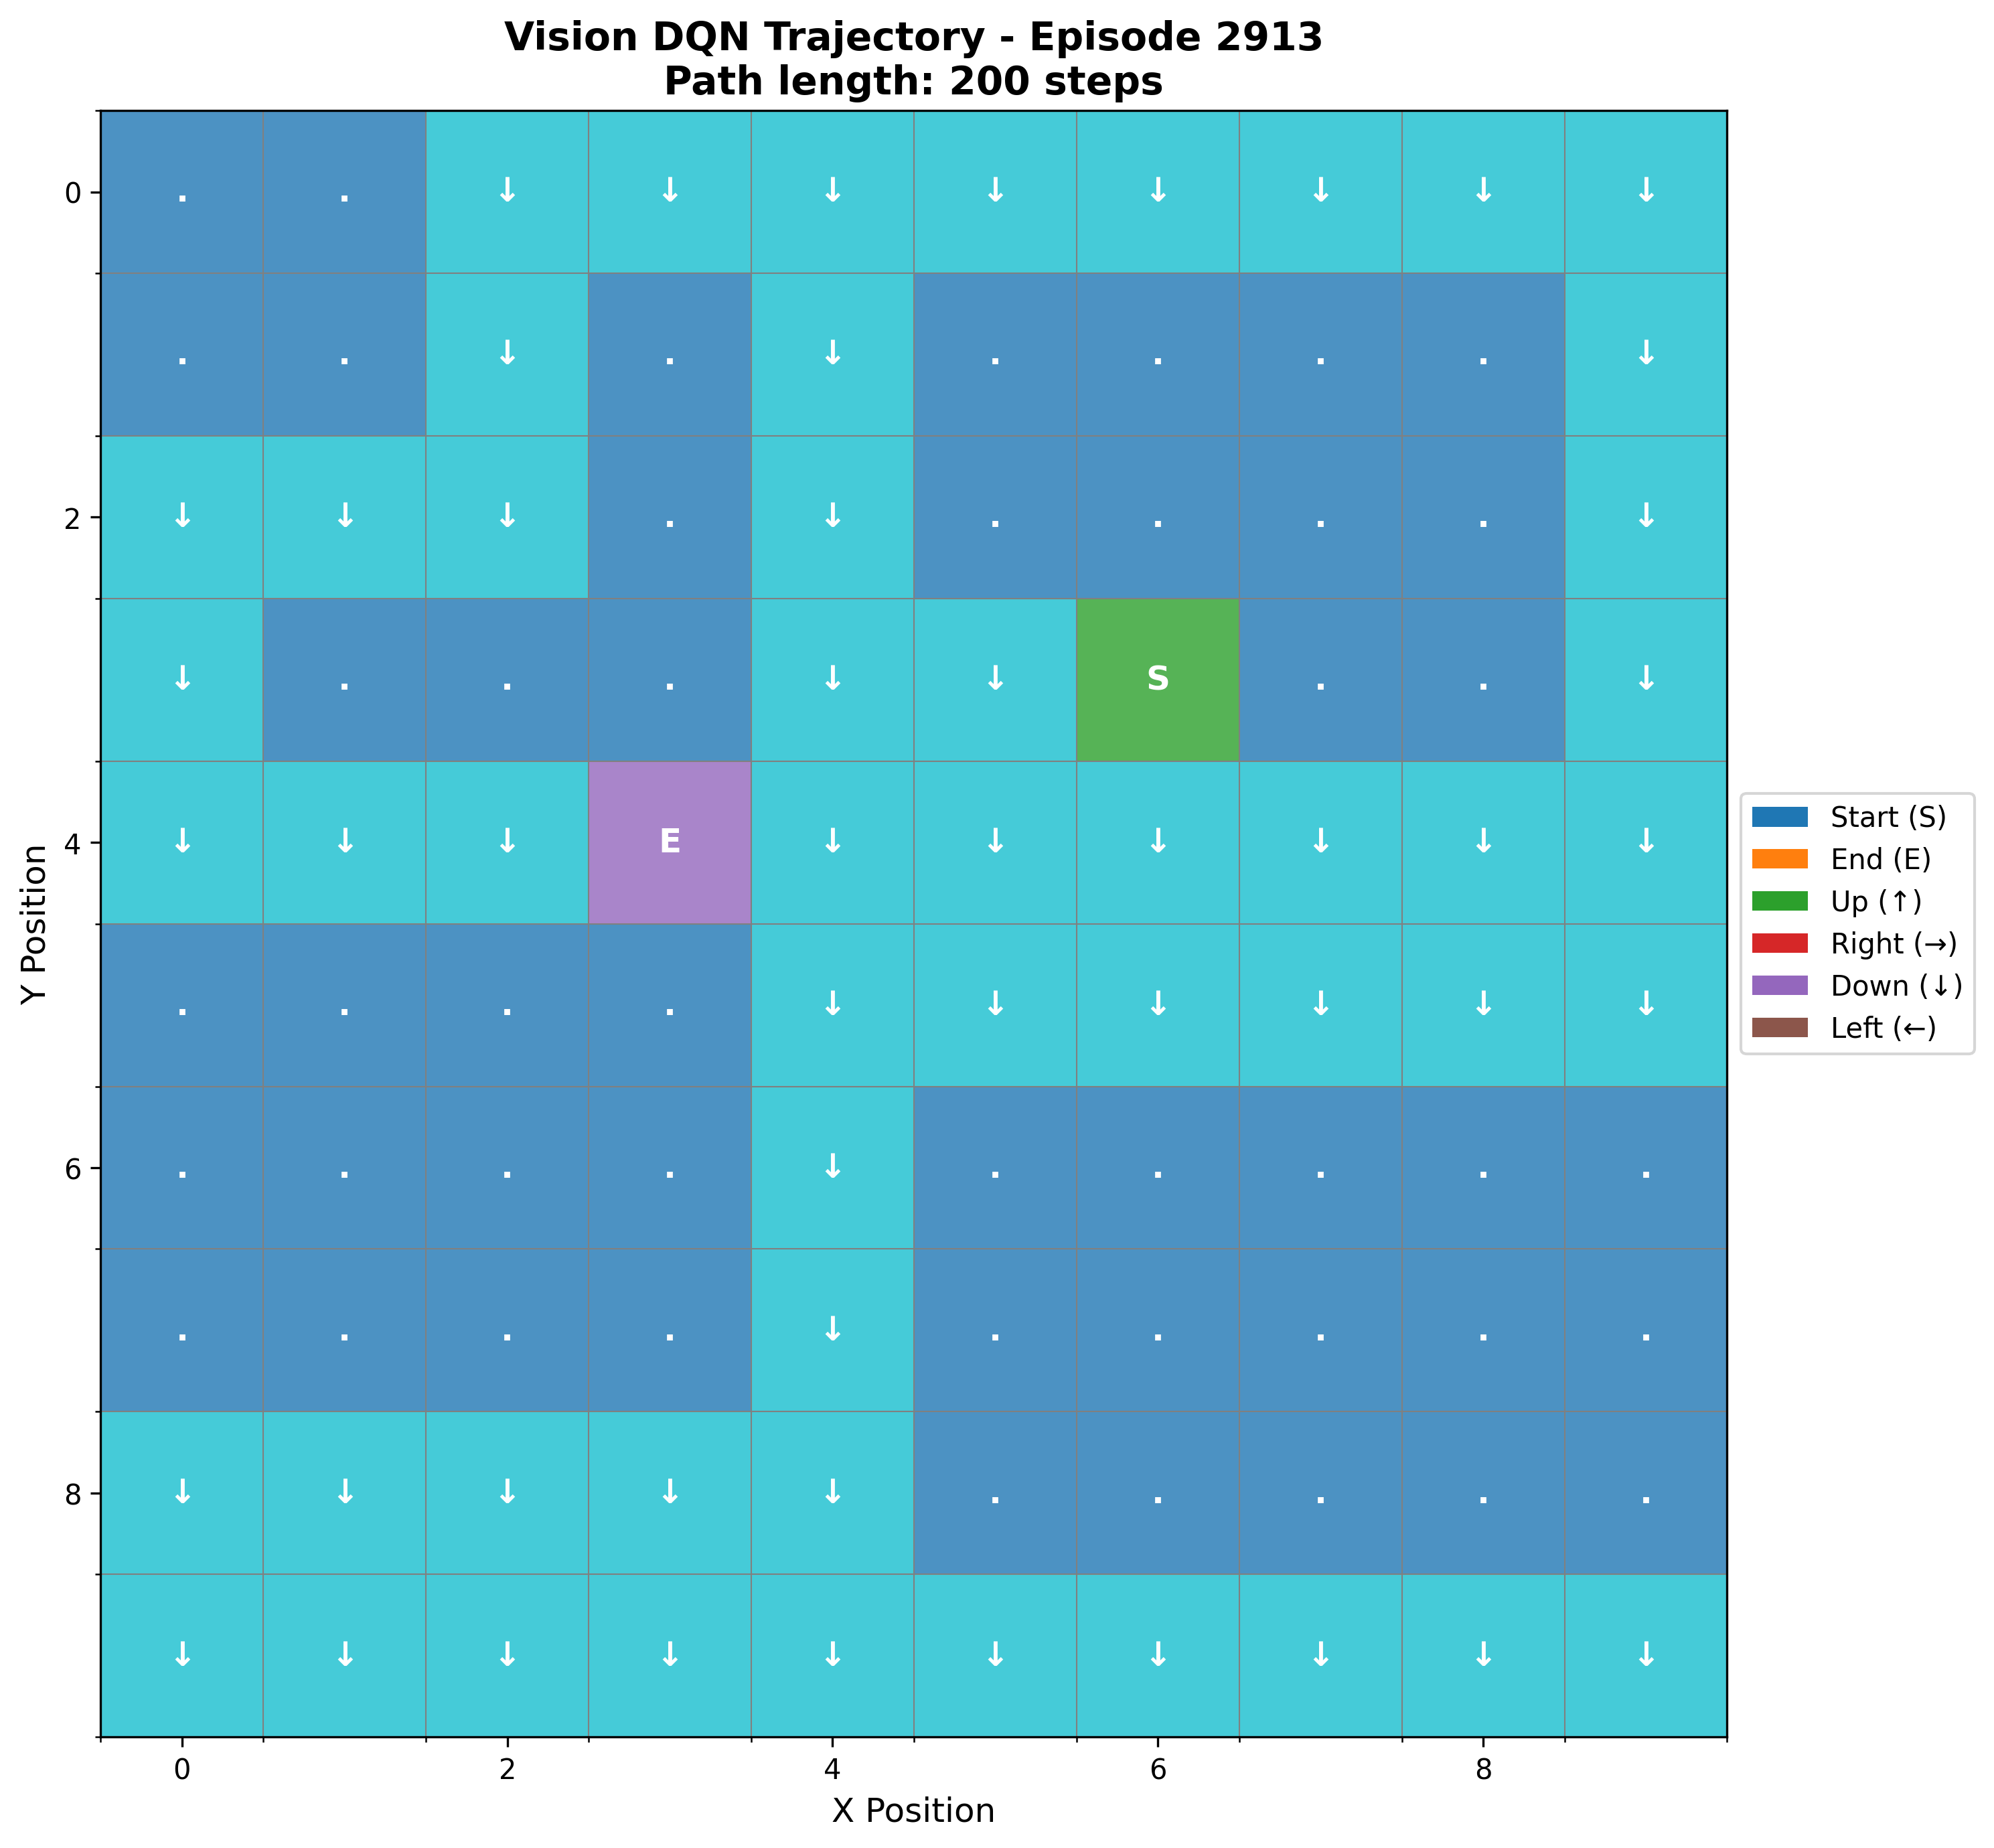 Vision DQN Trajectory - Episode 2913
Path length: 200 steps
0 . . ↓ ↓ ↓ ↓ ↓ ↓ ↓ ↓
. . ↓ . ↓ . . . . ↓
2 ↓ ↓ ↓ . ↓ . . . . ↓
↓ . . . ↓ ↓ S . . ↓
4 ↓ ↓ ↓ E ↓ ↓ ↓ ↓ ↓ ↓
. . . . ↓ ↓ ↓ ↓ ↓ ↓
6 . . . . ↓ . . . . .
. . . . ↓ . . . . .
8 ↓ ↓ ↓ ↓ ↓ . . . . .
↓ ↓ ↓ ↓ ↓ ↓ ↓ ↓ ↓ ↓
0 2 4 6 8
X Position
Y Position
Start (S)
End (E)
Up (↑)
Right (→)
Down (↓)
Left (←)